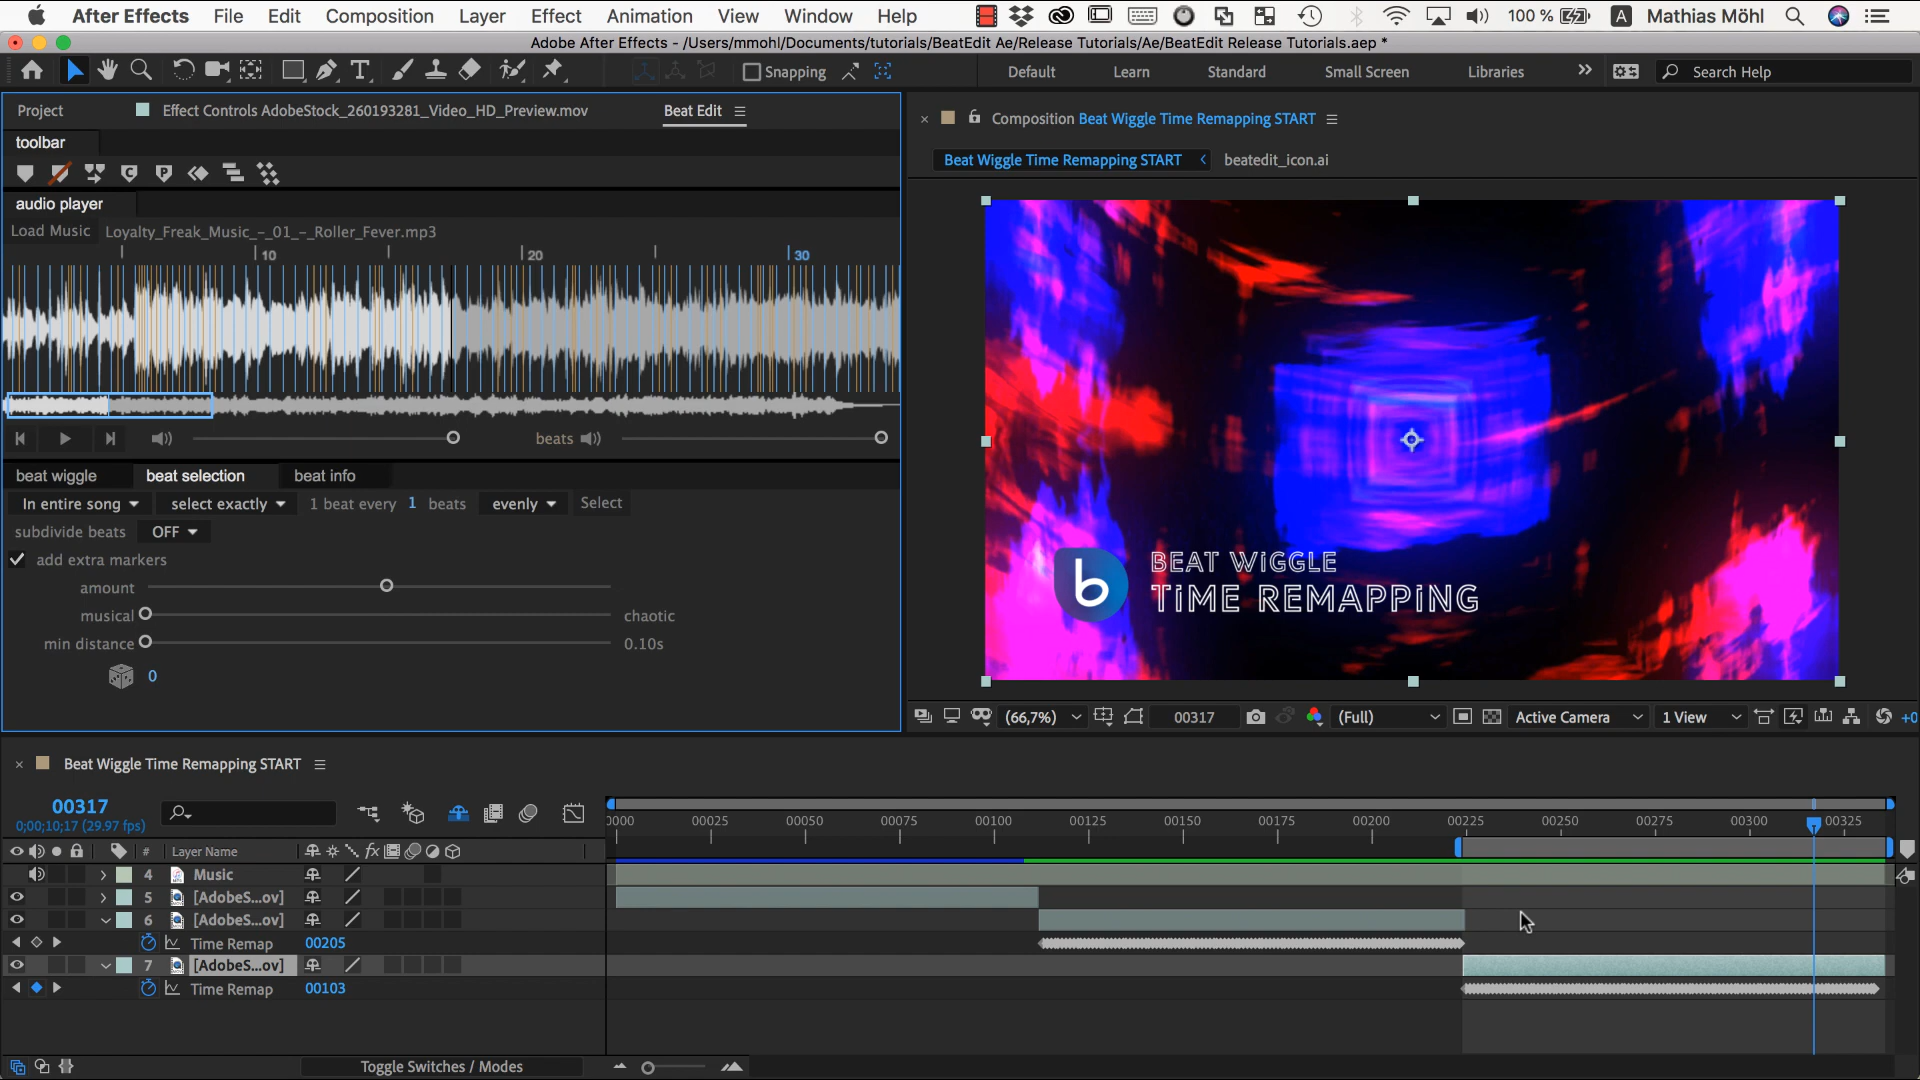 After Effects File Edit Composition Layer Effect Animation View Window Help 100 % A Mathias Möhl
Adobe After Effects - /Users/mmohl/Documents/tutorials/BeatEdit Ae/Release Tutorials/Ae/BeatEdit Release Tutorials.aep *
Snapping Default Learn Standard Small Screen Libraries Search Help
Project Effect Controls AdobeStock_260193281_Video_HD_Preview.mov Beat Edit
Composition Beat Wiggle Time Remapping START
toolbar
Beat Wiggle Time Remapping START beatedit_icon.ai
audio player
Load Music Loyalty_Freak_Music_-_01_-_Roller_Fever.mp3
10 20 30
beats
beat wiggle beat selection beat info
In entire song select exactly 1 beat every 1 beats evenly Select
subdivide beats OFF
add extra markers
amount
musical chaotic
min distance 0.10s
0
b BEAT WIGGLE
TIME REMAPPING
(66,7%) 00317 (Full) Active Camera 1 View +0
Beat Wiggle Time Remapping START
00317
0;00;10;17 (29.97 fps)
0000 00025 00050 00075 00100 00125 00150 00175 00200 00225 00250 00275 00300 00325
# Layer Name fx
4 Music
5 [AdobeS...ov]
6 [AdobeS...ov]
Time Remap 00205
7 [AdobeS...ov]
Time Remap 00103
Toggle Switches / Modes